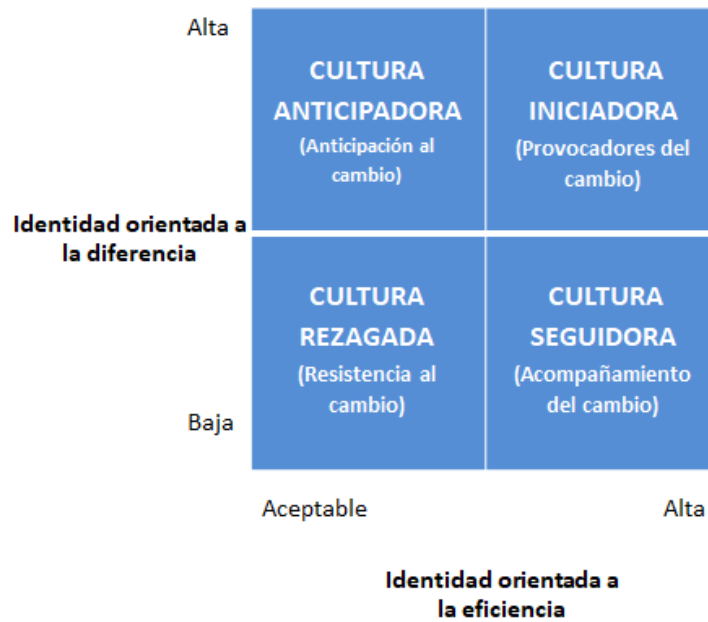 Alta
CULTURA
ANTICIPADORA
(Anticipación al
cambio)
CULTURA
INICIADORA
(Provocadores del
cambio)
Identidad orientada a
la diferencia
CULTURA
REZAGADA
(Resistencia al
cambio)
CULTURA
SEGUIDORA
(Acompañamiento
del cambio)
Baja
Aceptable
Alta
Identidad orientada a
la eficiencia